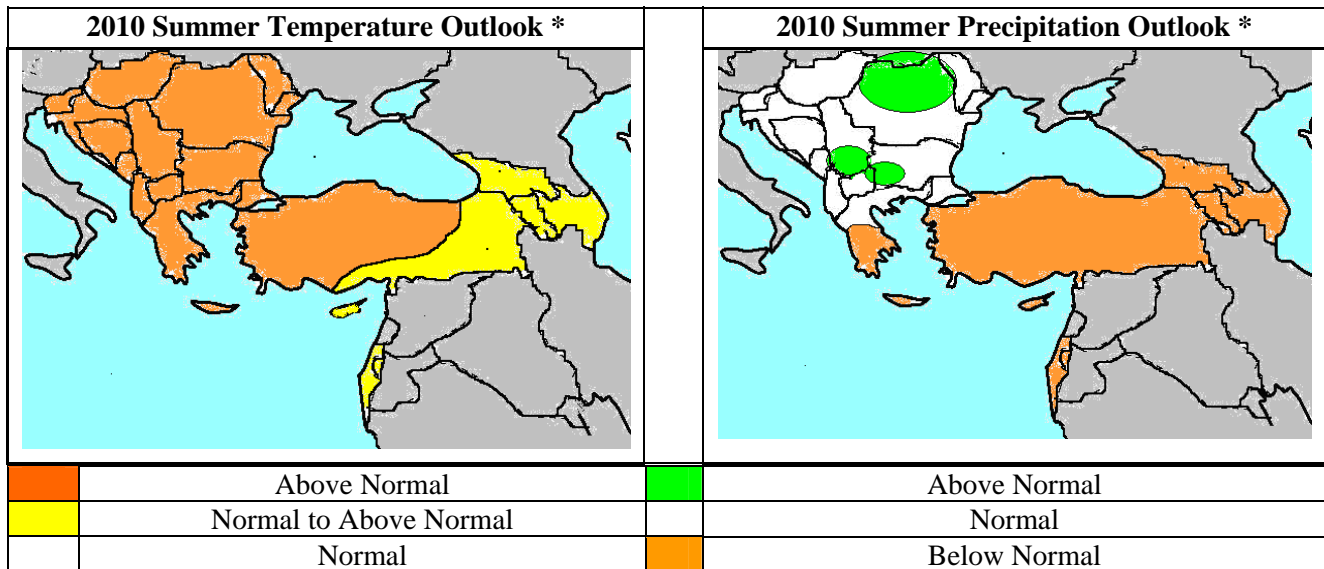 2010 Summer Temperature Outlook *
2010 Summer Precipitation Outlook *
Above Normal
Above Normal
Normal to Above Normal
Normal
Normal
Below Normal